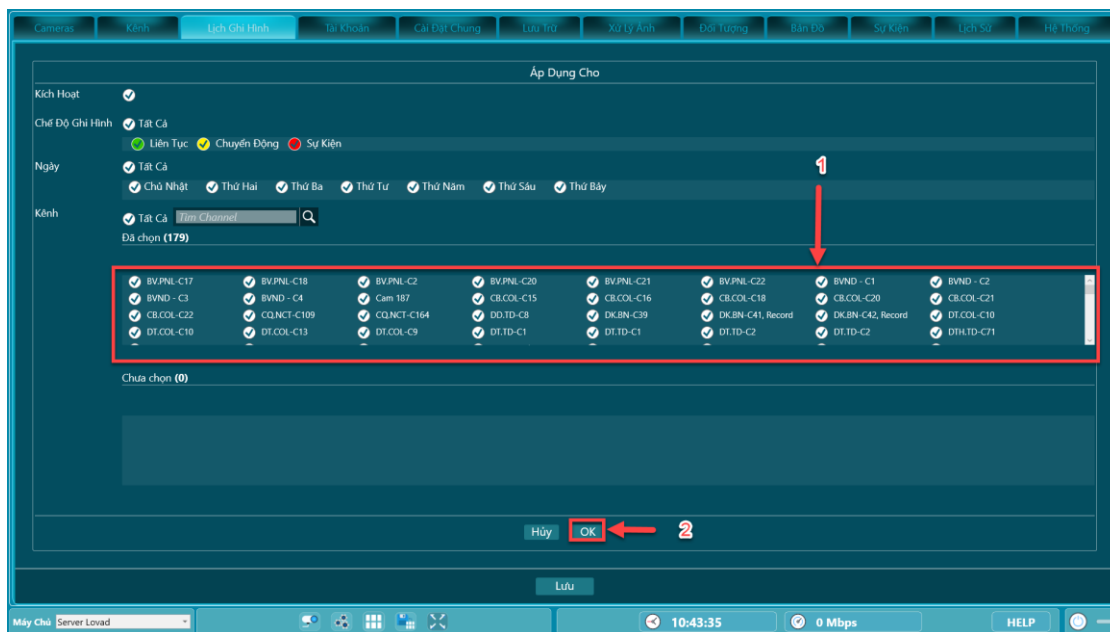 Cameras Kênh Lịch Ghi Hình Tài Khoản Cài Đặt Chung Lưu Trữ Xử Lý Ảnh Đối Tượng Bản Đồ Sự Kiện Lịch Sử Hệ Thống
Áp Dụng Cho
Kích Hoạt
Chế Độ Ghi Hình Tất Cả
Liên Tục Chuyển Động Sự Kiện
Ngày Tất Cả
1
Chủ Nhật Thứ Hai Thứ Ba Thứ Tư Thứ Năm Thứ Sáu Thứ Bảy
Kênh Tất Cả Tìm Channel
Đã chọn (179)
BV.PNL-C17 BV.PNL-C18 BV.PNL-C2 BV.PNL-C20 BV.PNL-C21 BV.PNL-C22 BVND - C1 BVND - C2
BVND - C3 BVND - C4 Cam 187 CB.COL-C15 CB.COL-C16 CB.COL-C18 CB.COL-C20 CB.COL-C21
CB.COL-C22 CQ.NCT-C109 CQ.NCT-C164 DD.TD-C8 DK.BN-C39 DK.BN-C41, Record DK.BN-C42, Record DT.COL-C10
DT.COL-C10 DT.COL-C13 DT.COL-C9 DT.TD-C1 DT.TD-C1 DT.TD-C2 DT.TD-C2 DTH.TD-C71
Chưa chọn (0)
Hủy OK 2
Lưu
Máy Chủ Server Lovad 10:43:35 0 Mbps HELP